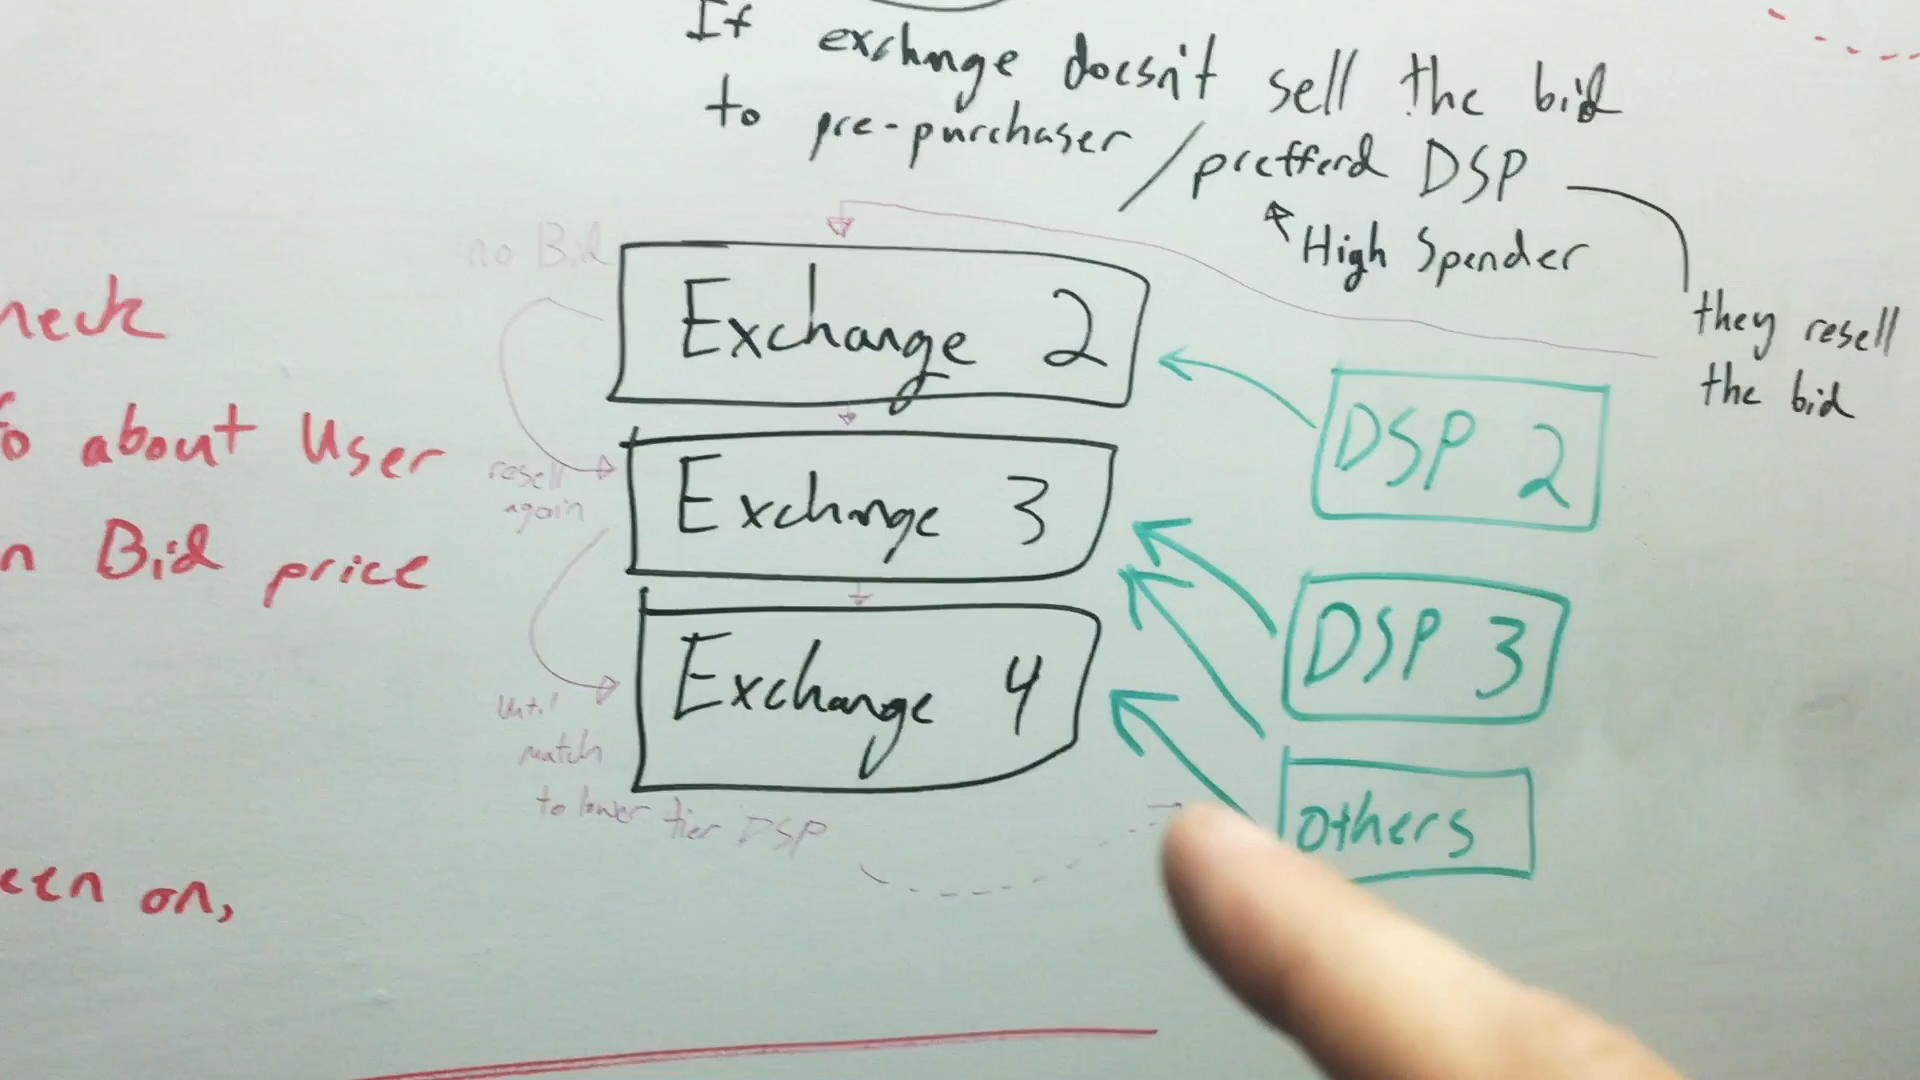 If exchange doesn't sell the bid
to pre-purchaser / prefferd DSP
High Spender
they resell
the bid
no Bid
Exchange 2
DSP 2
resell
again
Exchange 3
DSP 3
Exchange 4
until
match
to lower tier DSP
others
about User
Bid price
on,